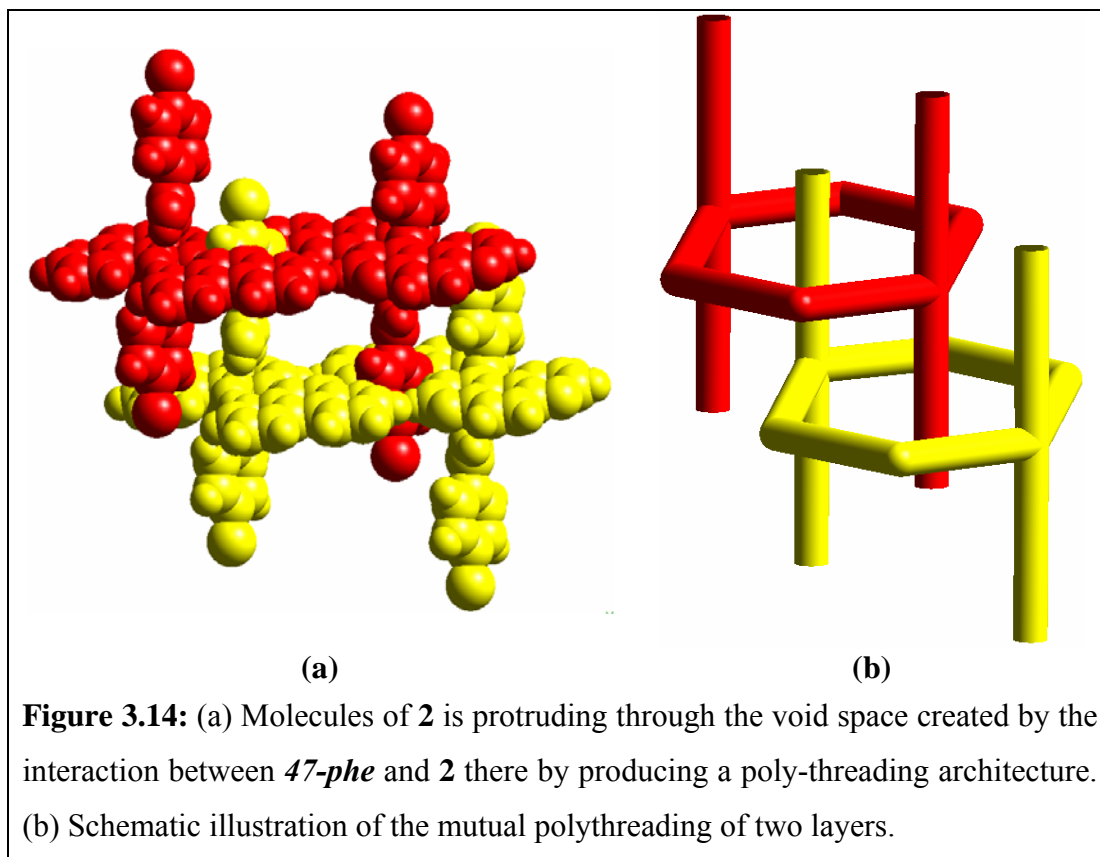 (a) (b)
Figure 3.14: (a) Molecules of 2 is protruding through the void space created by the
interaction between 47-phe and 2 there by producing a poly-threading architecture.
(b) Schematic illustration of the mutual polythreading of two layers.